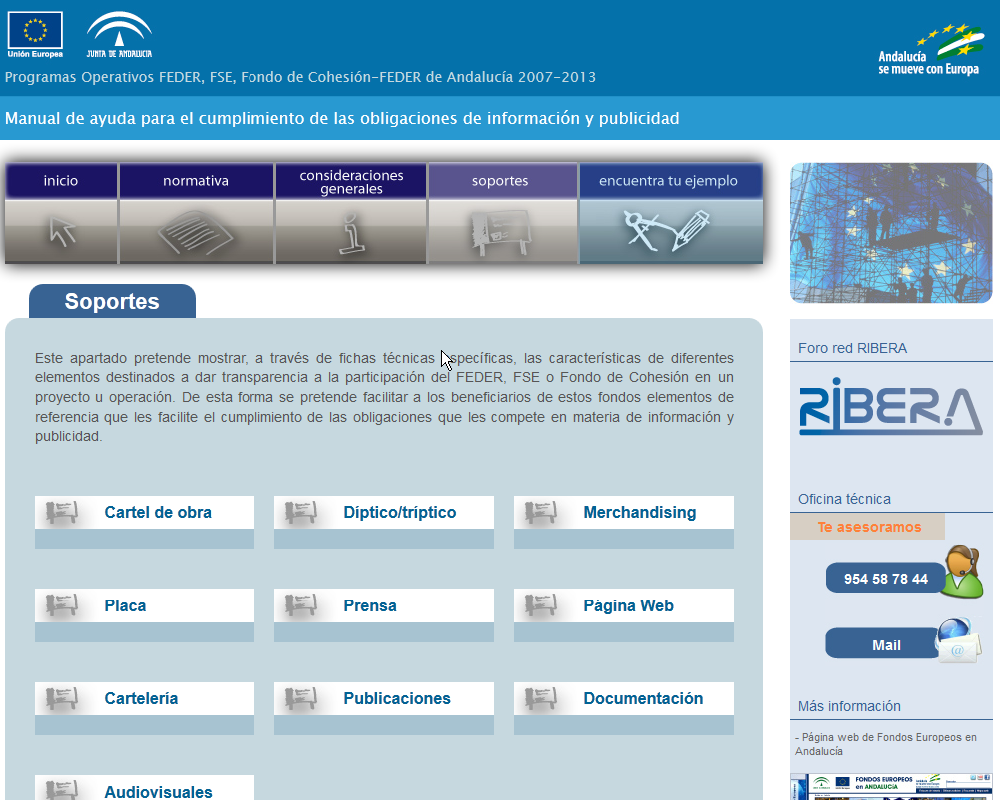 Unión Europea
JUNTA DE ANDALUCIA
Andalucía
se mueve con Europa
Programas Operativos FEDER, FSE, Fondo de Cohesión-FEDER de Andalucía 2007-2013
Manual de ayuda para el cumplimiento de las obligaciones de información y publicidad
inicio
normativa
consideraciones
generales
soportes
encuentra tu ejemplo
Soportes
Este apartado pretende mostrar, a través de fichas técnicas específicas, las características de diferentes
elementos destinados a dar transparencia a la participación del FEDER, FSE o Fondo de Cohesión en un
proyecto u operación. De esta forma se pretende facilitar a los beneficiarios de estos fondos elementos de
referencia que les facilite el cumplimiento de las obligaciones que les compete en materia de información y
publicidad.
Cartel de obra
Díptico/tríptico
Merchandising
Placa
Prensa
Página Web
Cartelería
Publicaciones
Documentación
Audiovisuales
Foro red RIBERA
RIBERA
Oficina técnica
Te asesoramos
954 58 78 44
Mail
@
Más información
- Página web de Fondos Europeos en
Andalucía
FONDOS EUROPEOS
en ANDALUCÍA